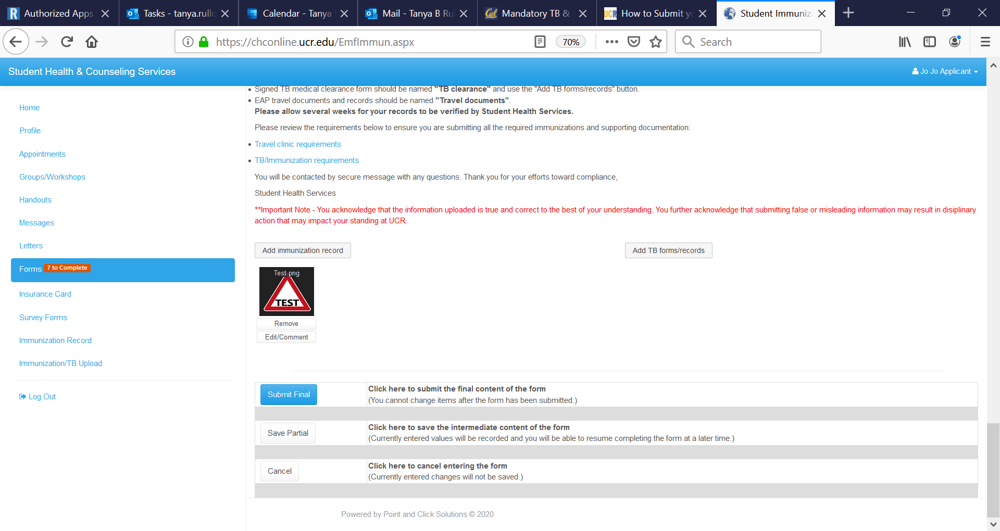 Authorized Apps
Tasks - tanya.rullo
Calendar - Tanya
Mail - Tanya B Ru
Cal
Mandatory TB &
UCR
How to Submit yo
Student Immuniza
https://chconline.ucr.edu/EmfImmun.aspx
70%
Search
Student Health & Counseling Services
Jo Jo Applicant
Home
Profile
Appointments
Groups/Workshops
Handouts
Messages
Letters
Forms 7 to Complete
Insurance Card
Survey Forms
Immunization Record
Immunization/TB Upload
Log Out
Signed TB medical clearance form should be named "TB clearance" and use the "Add TB forms/records" button.
EAP travel documents and records should be named "Travel documents".
Please allow several weeks for your records to be verified by Student Health Services.
Please review the requirements below to ensure you are submitting all the required immunizations and supporting documentation:
Travel clinic requirements
TB/Immunization requirements
You will be contacted by secure message with any questions. Thank you for your efforts toward compliance,
Student Health Services
**Important Note - You acknowledge that the information uploaded is true and correct to the best of your understanding. You further acknowledge that submitting false or misleading information may result in disiplinary
action that may impact your standing at UCR.
Add immunization record
Add TB forms/records
Test.png
TEST
Remove
Edit/Comment
Submit Final
Click here to submit the final content of the form
(You cannot change items after the form has been submitted.)
Save Partial
Click here to save the intermediate content of the form
(Currently entered values will be recorded and you will be able to resume completing the form at a later time.)
Cancel
Click here to cancel entering the form
(Currently entered changes will not be saved.)
Powered by Point and Click Solutions © 2020